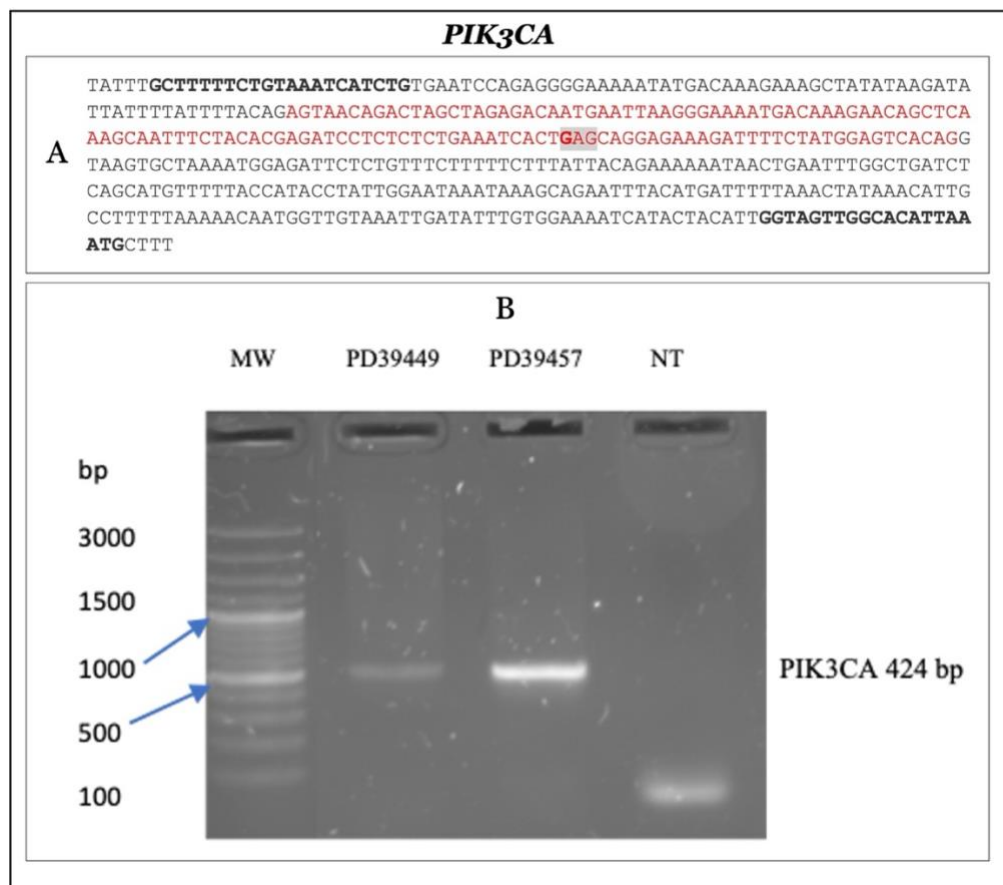 PIK3CA
TATTTGCTTTTTCTGTAAATCATCTGTGAATCCAGAGGGGAAAAATATGACAAAGAAAGCTATATAAGATA
TTATTTTATTTTACAGAGTAACAGACTAGCTAGAGACAATGAATTAAGGGAAAATGACAAAGAACAGCTCA
A
AAGCAATTTCTACACGAGATCCTCTCTCTGAAATCACTGAGCAGGAGAAAGATTTTCTATGGAGTCACAGG
TAAGTGCTAAAATGGAGATTCTCTGTTTCTTTTTCTTTATTACAGAAAAAATAACTGAATTTGGCTGATCT
CAGCATGTTTTTACCATACCTATTGGAATAAATAAAGCAGAATTTACATGATTTTTAAACTATAAACATTG
CCTTTTTAAAAACAATGGTTGTAAATTGATATTTGTGGAAAATCATACTACATTGGTAGTTGGCACATTAA
ATGCTTT
B
MW PD39449 PD39457 NT
bp
3000
1500
1000
PIK3CA 424 bp
500
100